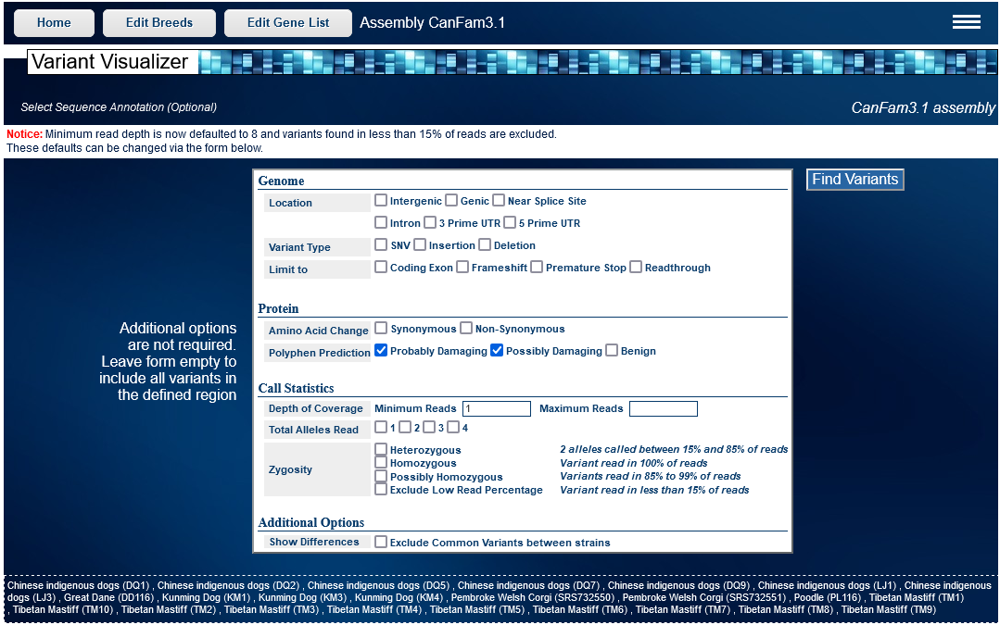 Home Edit Breeds Edit Gene List Assembly CanFam3.1
Variant Visualizer
Select Sequence Annotation (Optional) CanFam3.1 assembly
Notice: Minimum read depth is now defaulted to 8 and variants found in less than 15% of reads are excluded.
These defaults can be changed via the form below.
Find Variants
Genome
Location Intergenic Genic Near Splice Site
Intron 3 Prime UTR 5 Prime UTR
Variant Type SNV Insertion Deletion
Limit to Coding Exon Frameshift Premature Stop Readthrough
Additional options
are not required.
Leave form empty to
include all variants in
the defined region
Protein
Amino Acid Change Synonymous Non-Synonymous
Polyphen Prediction Probably Damaging Possibly Damaging Benign
Call Statistics
Depth of Coverage Minimum Reads 1 Maximum Reads
Total Alleles Read 1 2 3 4
Zygosity
Heterozygous 2 alleles called between 15% and 85% of reads
Homozygous Variant read in 100% of reads
Possibly Homozygous Variants read in 85% to 99% of reads
Exclude Low Read Percentage Variant read in less than 15% of reads
Additional Options
Show Differences Exclude Common Variants between strains
Chinese indigenous dogs (DQ1) , Chinese indigenous dogs (DQ2) , Chinese indigenous dogs (DQ5) , Chinese indigenous dogs (DQ7) , Chinese indigenous dogs (DQ9) , Chinese indigenous dogs (LJ1) , Chinese indigenous
dogs (LJ3) , Great Dane (DD116) , Kunming Dog (KM1) , Kunming Dog (KM3) , Kunming Dog (KM4) , Pembroke Welsh Corgi (SRS732550) , Pembroke Welsh Corgi (SRS732551) , Poodle (PL116) , Tibetan Mastiff (TM1)
, Tibetan Mastiff (TM10) , Tibetan Mastiff (TM2) , Tibetan Mastiff (TM3) , Tibetan Mastiff (TM4) , Tibetan Mastiff (TM5) , Tibetan Mastiff (TM6) , Tibetan Mastiff (TM7) , Tibetan Mastiff (TM8) , Tibetan Mastiff (TM9)